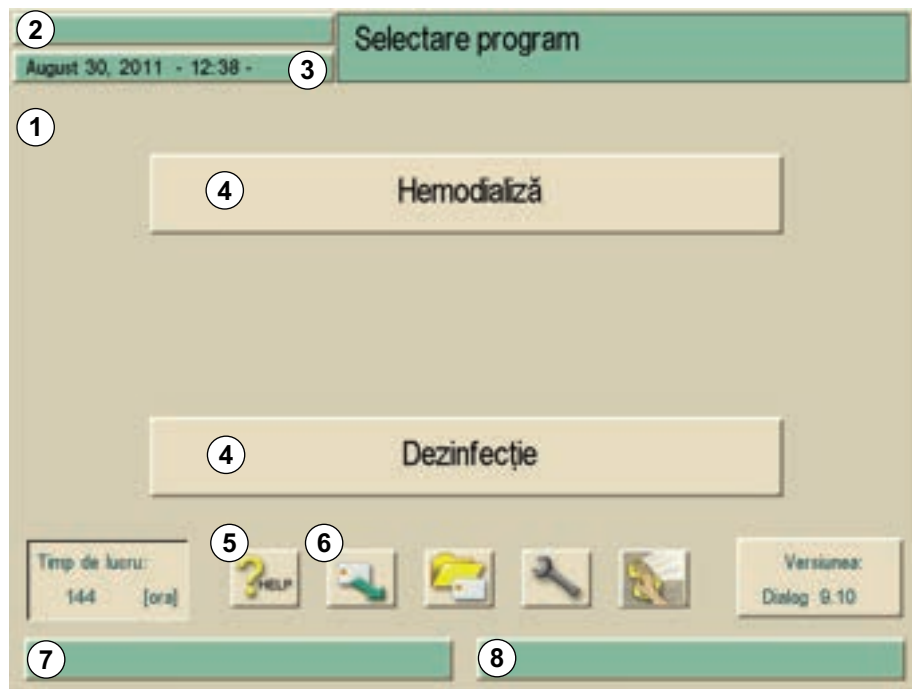 2
Selectare program
August 30, 2011 - 12:38 -
3
1
4
Hemodializă
4
Dezinfecție
5
6
Timp de lucru:
144 [ora]
?HELP
Versiunea:
Dialog 9.10
7
8